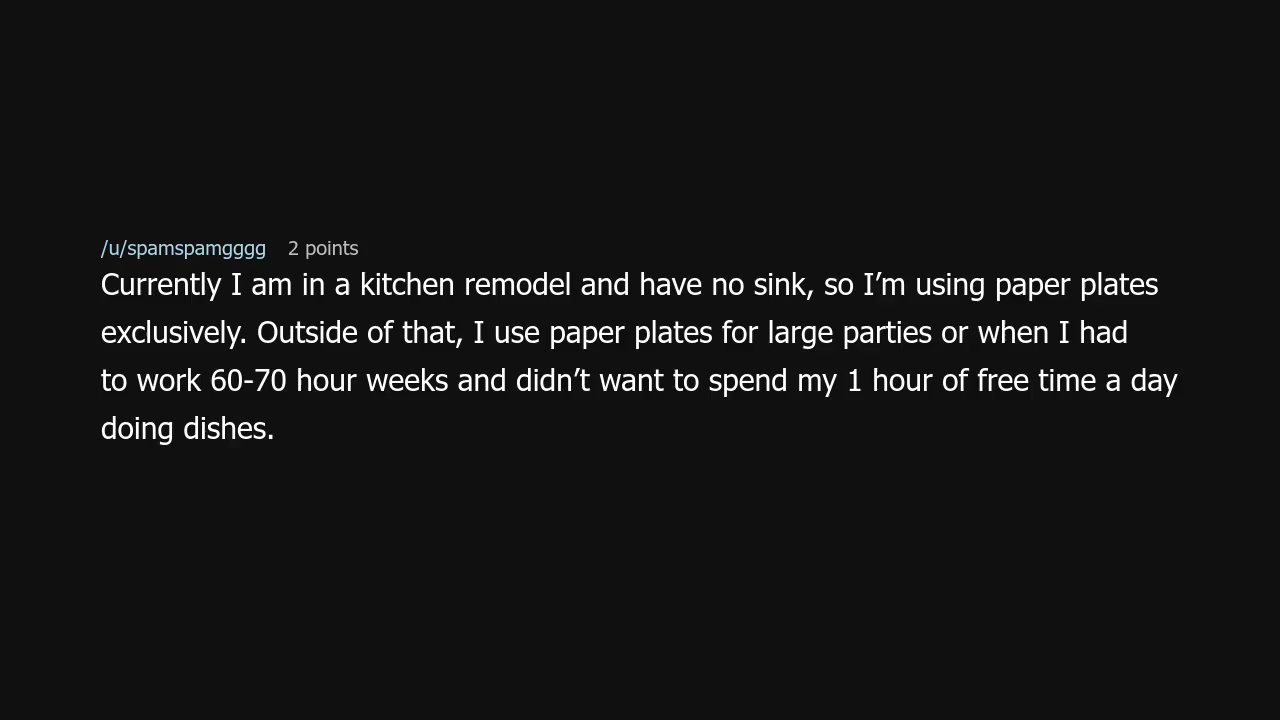 /u/spamspamgggg 2 points
Currently I am in a kitchen remodel and have no sink, so I’m using paper plates
exclusively. Outside of that, I use paper plates for large parties or when I had
to work 60-70 hour weeks and didn’t want to spend my 1 hour of free time a day
doing dishes.